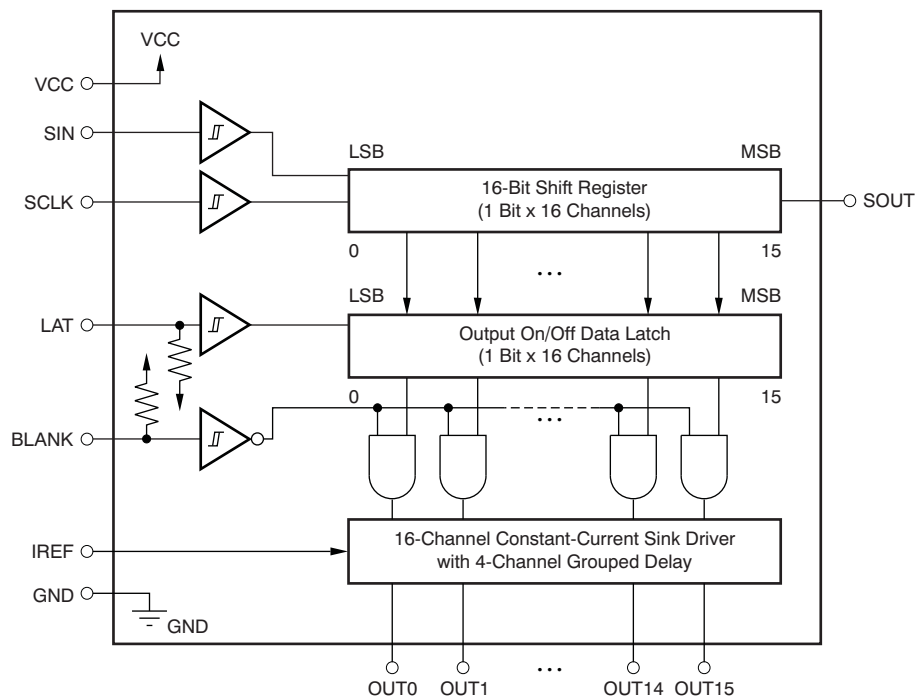 VCC
VCC
SIN
LSB
MSB
16-Bit Shift Register
(1 Bit x 16 Channels)
SCLK
SOUT
0
15
...
LSB
MSB
LAT
Output On/Off Data Latch
(1 Bit x 16 Channels)
0
15
...
BLANK
16-Channel Constant-Current Sink Driver
with 4-Channel Grouped Delay
IREF
GND
GND
OUT0
OUT1
...
OUT14
OUT15